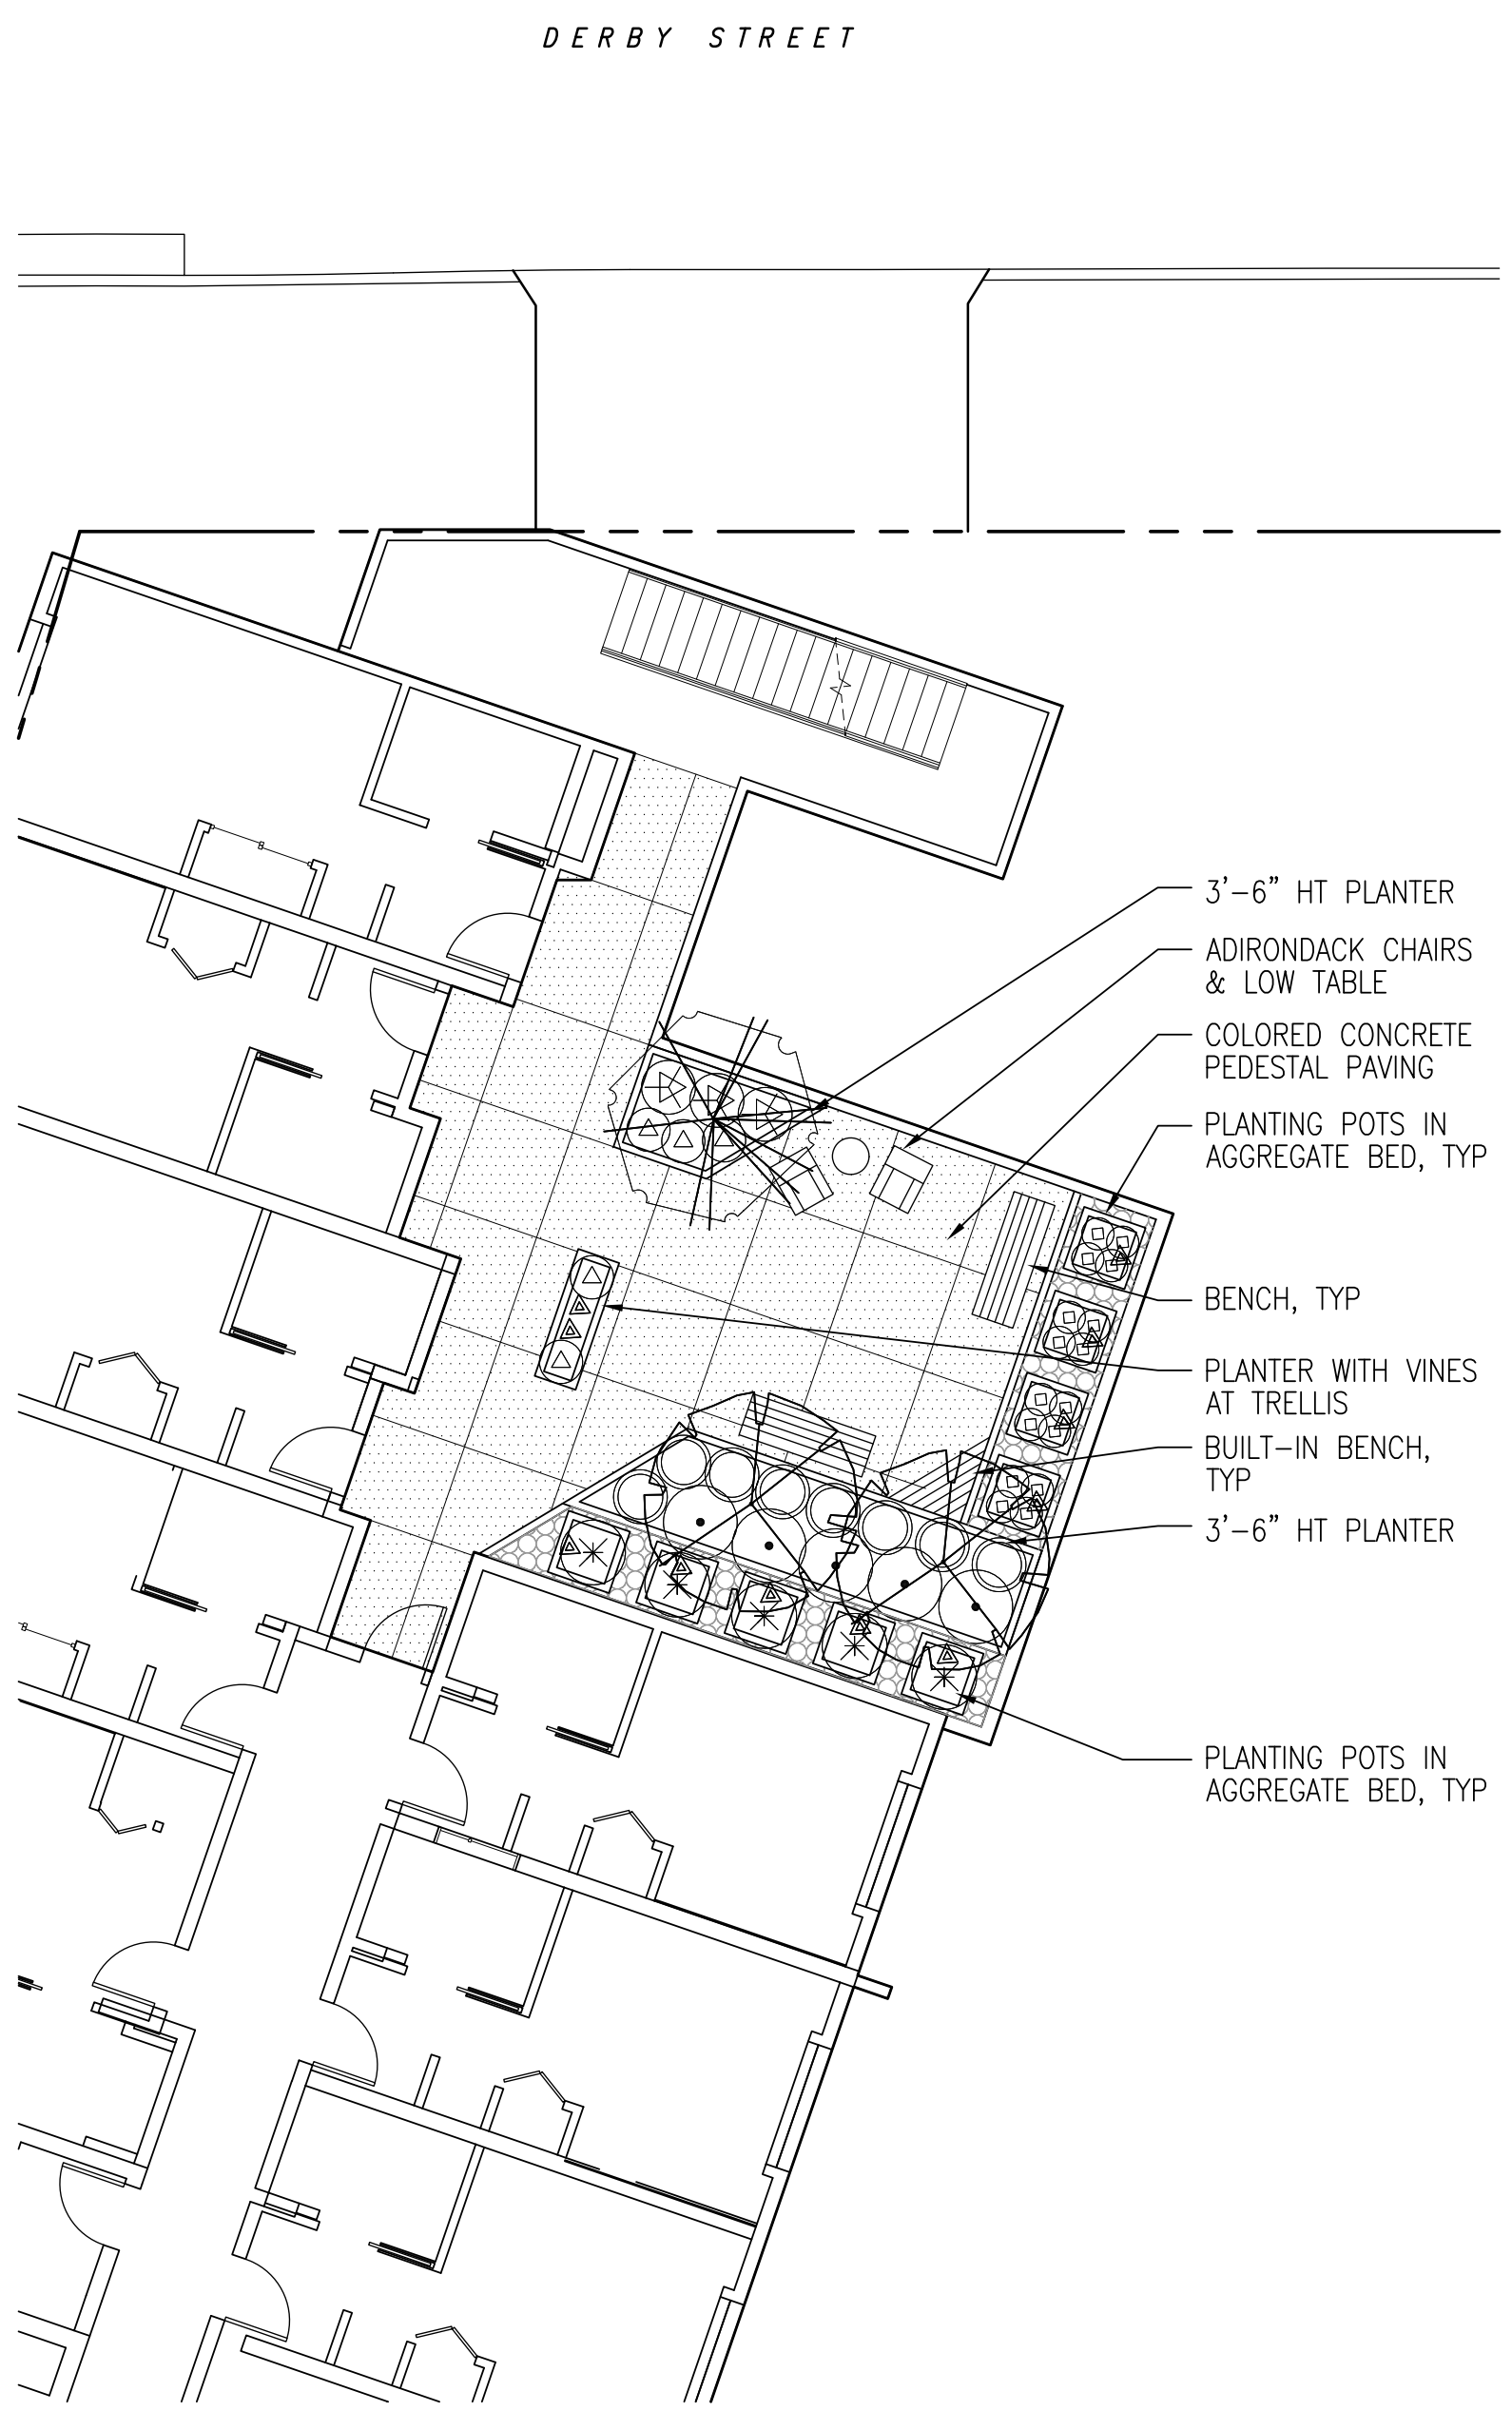 DERBY STREET
3'-6" HT PLANTER
ADIRONDACK CHAIRS
& LOW TABLE
COLORED CONCRETE
PEDESTAL PAVING
PLANTING POTS IN
AGGREGATE BED, TYP
BENCH, TYP
PLANTER WITH VINES
AT TRELLIS
BUILT-IN BENCH,
TYP
3'-6" HT PLANTER
PLANTING POTS IN
AGGREGATE BED, TYP